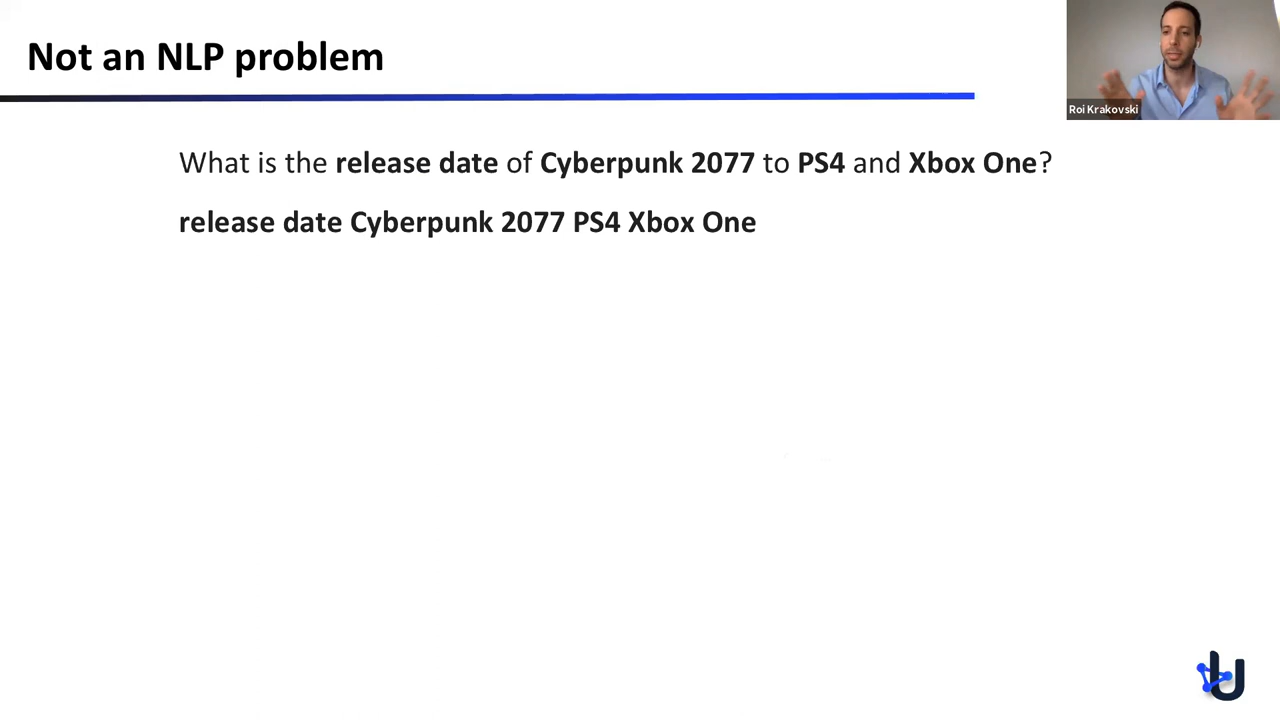 Not an NLP problem
Roi Krakovski
What is the release date of Cyberpunk 2077 to PS4 and Xbox One?
release date Cyberpunk 2077 PS4 Xbox One